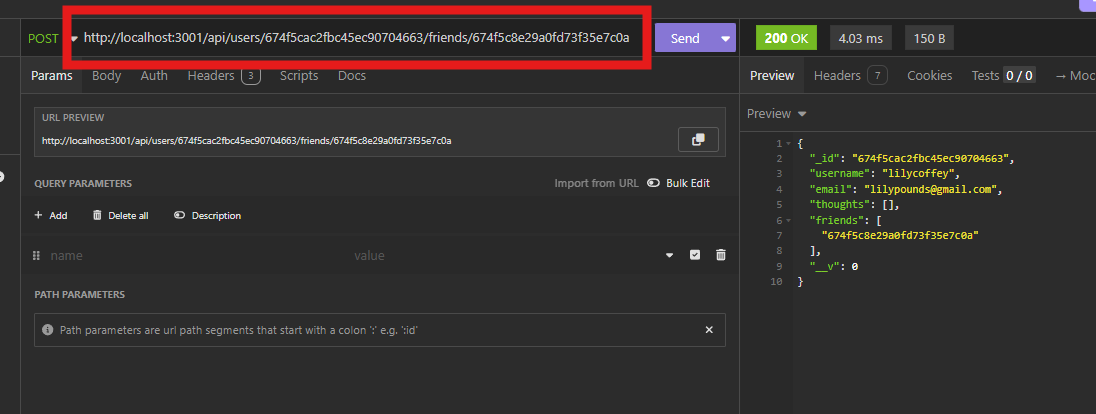 POST http://localhost:3001/api/users/674f5cac2fbc45ec90704663/friends/674f5c8e29a0fd73f35e7c0a Send 200 OK 4.03 ms 150 B
Params Body Auth Headers 3 Scripts Docs
URL PREVIEW
http://localhost:3001/api/users/674f5cac2fbc45ec90704663/friends/674f5c8e29a0fd73f35e7c0a
QUERY PARAMETERS Import from URL Bulk Edit
+ Add Delete all Description
name value
PATH PARAMETERS
Path parameters are url path segments that start with a colon ':' e.g. ':id'
Preview Headers 7 Cookies Tests 0 / 0 → Moc
Preview
1 {
2 "_id": "674f5cac2fbc45ec90704663",
3 "username": "lilycoffey",
4 "email": "lilypounds@gmail.com",
5 "thoughts": [],
6 "friends": [
7 "674f5c8e29a0fd73f35e7c0a"
8 ],
9 "__v": 0
10 }